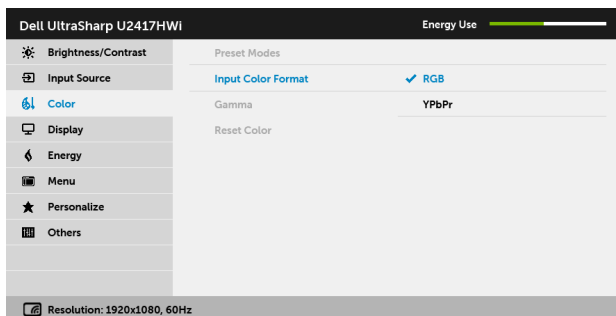 Dell UltraSharp U2417HWi
Energy Use
Brightness/Contrast
Input Source
Color
Display
Energy
Menu
Personalize
Others
Preset Modes
Input Color Format
Gamma
Reset Color
RGB
YPbPr
Resolution: 1920x1080, 60Hz